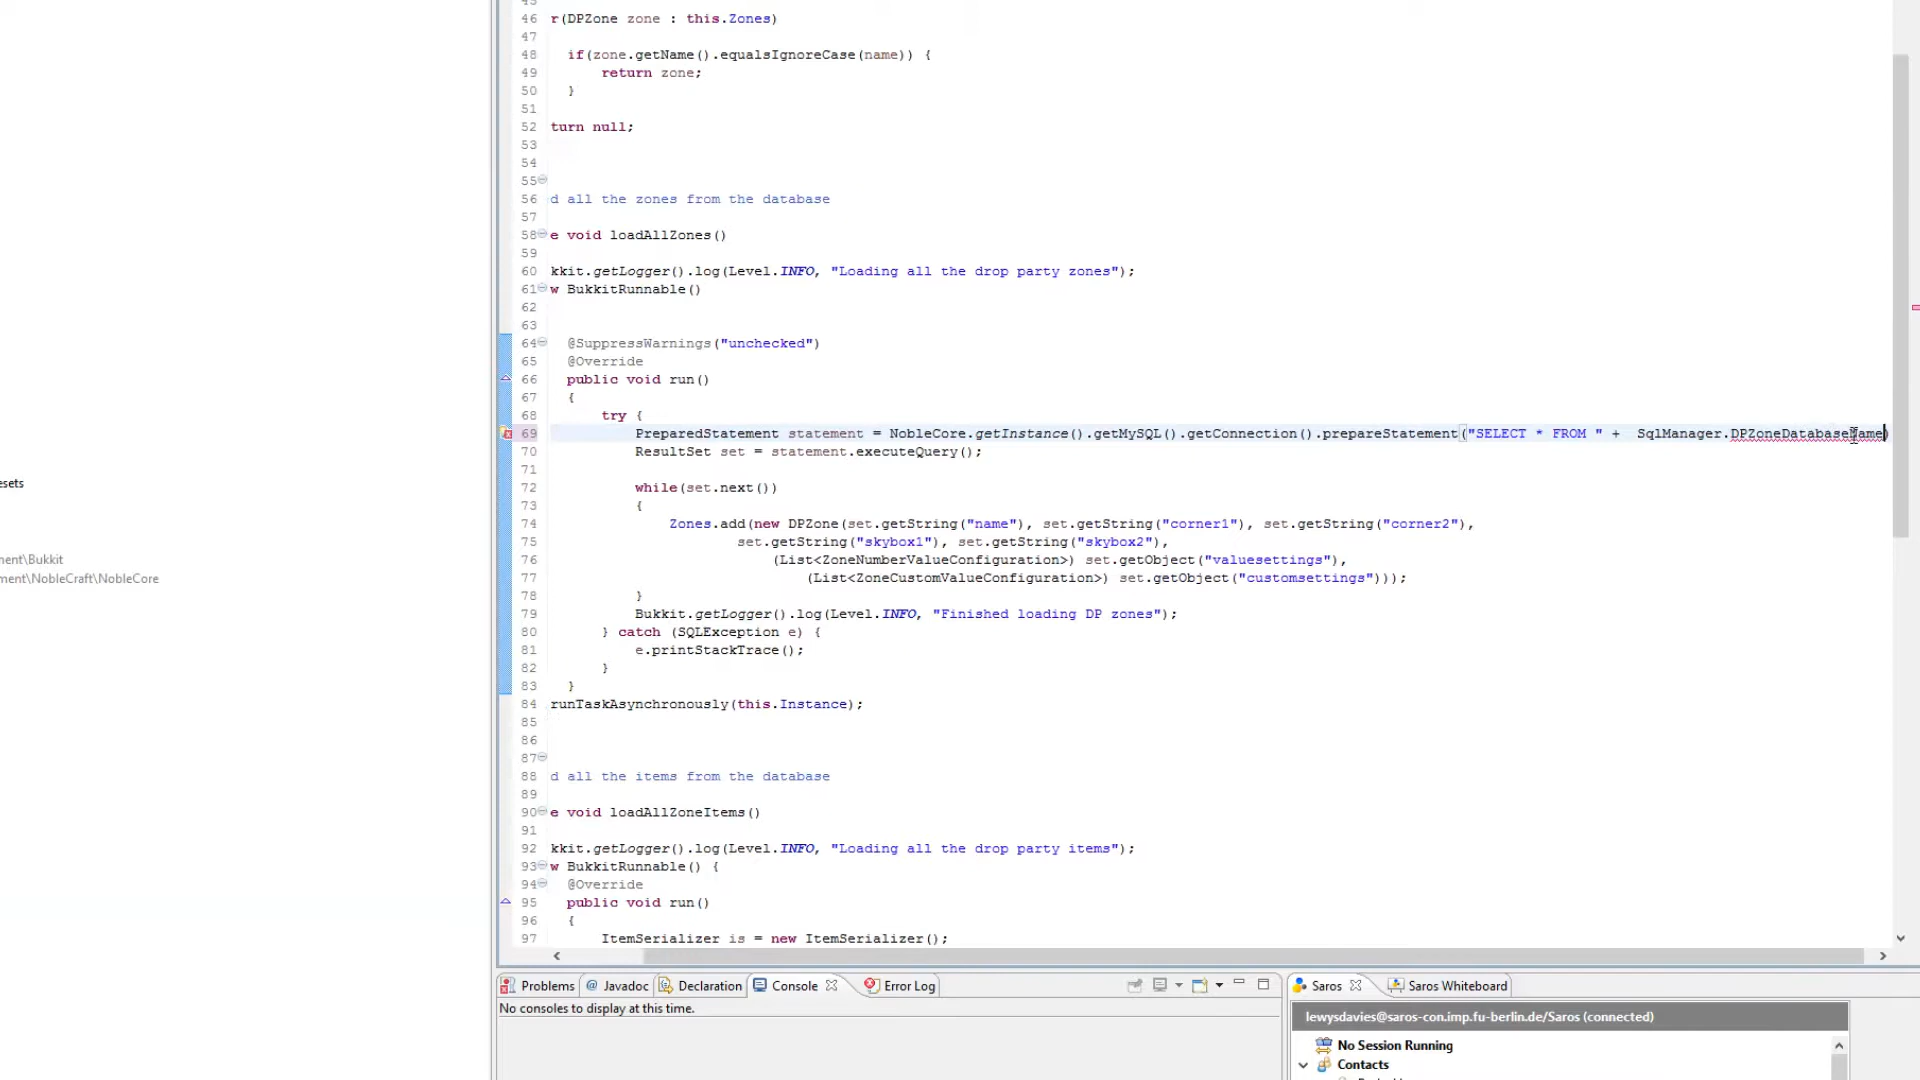 45
46 r(DPZone zone : this.Zones)
47
48 if(zone.getName().equalsIgnoreCase(name)) {
49 return zone;
50 }
51
52 turn null;
53
54
55
56 d all the zones from the database
57
58 e void loadAllZones()
59
60 kkit.getLogger().log(Level.INFO, "Loading all the drop party zones");
61 w BukkitRunnable()
62
63
64 @SuppressWarnings("unchecked")
65 @Override
66 public void run()
67 {
68 try {
69 PreparedStatement statement = NobleCore.getInstance().getMySQL().getConnection().prepareStatement("SELECT * FROM " +  SqlManager.DPZoneDatabaseName)
70 ResultSet set = statement.executeQuery();
71
72 while(set.next())
73 {
74 Zones.add(new DPZone(set.getString("name"), set.getString("corner1"), set.getString("corner2"),
75 set.getString("skybox1"), set.getString("skybox2"),
76 (List<ZoneNumberValueConfiguration>) set.getObject("valuesettings"),
77 (List<ZoneCustomValueConfiguration>) set.getObject("customsettings")));
78 }
79 Bukkit.getLogger().log(Level.INFO, "Finished loading DP zones");
80 } catch (SQLException e) {
81 e.printStackTrace();
82 }
83 }
84 runTaskAsynchronously(this.Instance);
85
86
87
88 d all the items from the database
89
90 e void loadAllZoneItems()
91
92 kkit.getLogger().log(Level.INFO, "Loading all the drop party items");
93 w BukkitRunnable() {
94 @Override
95 public void run()
96 {
97 ItemSerializer is = new ItemSerializer();
esets
ment\Bukkit
ment\NobleCraft\NobleCore
Problems @ Javadoc Declaration Console Error Log
No consoles to display at this time.
Saros Saros Whiteboard
lewysdavies@saros-con.imp.fu-berlin.de/Saros (connected)
No Session Running
Contacts